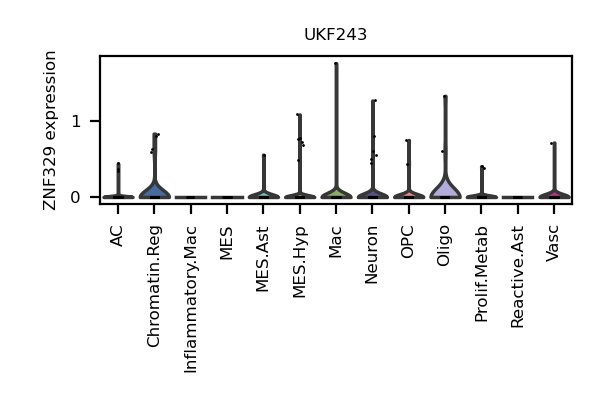 UKF243
ZNF329 expression
1
0
AC
Chromatin.Reg
Inflammatory.Mac
MES
MES.Ast
MES.Hyp
Mac
Neuron
OPC
Oligo
Prolif.Metab
Reactive.Ast
Vasc